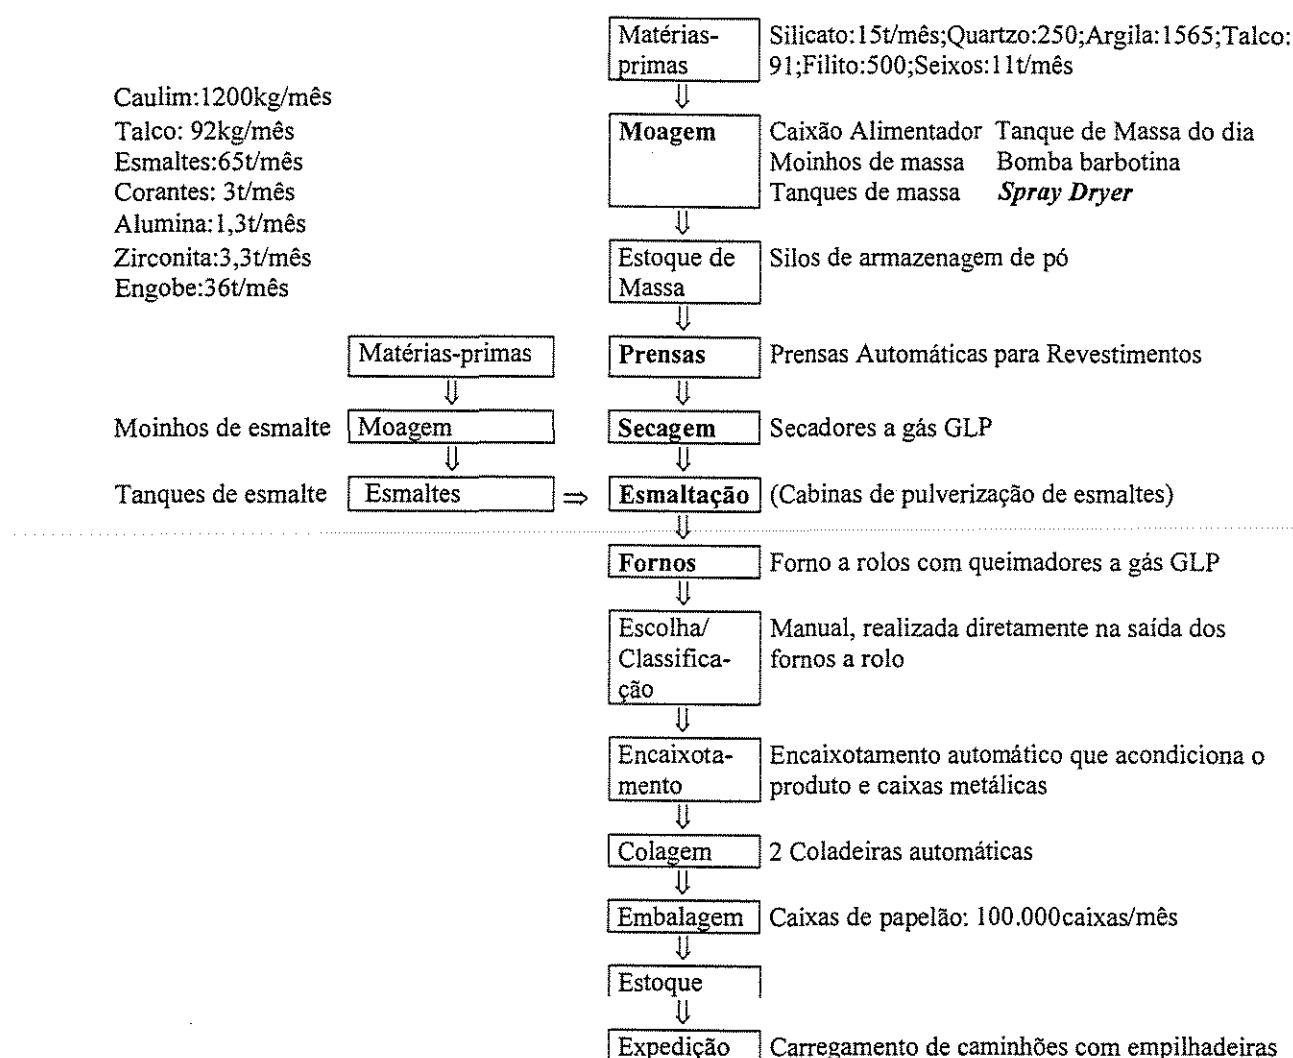 Matérias-primas
Silicato:15t/mês;Quartzo:250;Argila:1565;Talco:
91;Filito:500;Seixos:11t/mês
⇓
Caulim:1200kg/mês
Talco: 92kg/mês
Esmaltes:65t/mês
Corantes: 3t/mês
Alumina:1,3t/mês
Zirconita:3,3t/mês
Engobe:36t/mês
Moagem
Caixão Alimentador Tanque de Massa do dia
Moinhos de massa Bomba barbotina
Tanques de massa Spray Dryer
⇓
Estoque de
Massa
Silos de armazenagem de pó
⇓
Matérias-primas
Prensas
Prensas Automáticas para Revestimentos
⇓ ⇓
Moinhos de esmalte
Moagem
Secagem
Secadores a gás GLP
⇓ ⇓
Tanques de esmalte
Esmaltes
⇒
Esmaltação
(Cabinas de pulverização de esmaltes)
⇓
Fornos
Forno a rolos com queimadores a gás GLP
⇓
Escolha/
Classifica-
ção
Manual, realizada diretamente na saída dos
fornos a rolo
⇓
Encaixota-
mento
Encaixotamento automático que acondiciona o
produto e caixas metálicas
⇓
Colagem
2 Coladeiras automáticas
⇓
Embalagem
Caixas de papelão: 100.000caixas/mês
⇓
Estoque
⇓
Expedição
Carregamento de caminhões com empilhadeiras